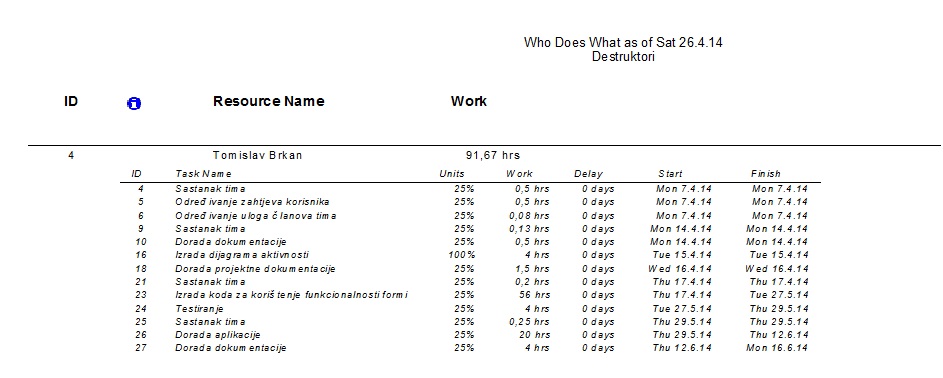 Who Does What as of Sat 26.4.14
Destruktori
ID Resource Name Work
4 Tomislav Brkan 91,67 hrs
ID Task Name Units Work Delay Start Finish
4 Sastanak tima 25% 0,5 hrs 0 days Mon 7.4.14 Mon 7.4.14
5 Određivanje zahtjeva korisnika 25% 0,5 hrs 0 days Mon 7.4.14 Mon 7.4.14
6 Određivanje uloga članova tima 25% 0,08 hrs 0 days Mon 7.4.14 Mon 7.4.14
9 Sastanak tima 25% 0,13 hrs 0 days Mon 14.4.14 Mon 14.4.14
10 Dorada dokumentacije 25% 0,5 hrs 0 days Mon 14.4.14 Mon 14.4.14
16 Izrada dijagrama aktivnosti 100% 4 hrs 0 days Tue 15.4.14 Tue 15.4.14
18 Dorada projektne dokumentacije 25% 1,5 hrs 0 days Wed 16.4.14 Wed 16.4.14
21 Sastanak tima 25% 0,2 hrs 0 days Thu 17.4.14 Thu 17.4.14
23 Izrada koda za korištenje funkcionalnosti formi 25% 56 hrs 0 days Thu 17.4.14 Tue 27.5.14
24 Testiranje 25% 4 hrs 0 days Tue 27.5.14 Thu 29.5.14
25 Sastanak tima 25% 0,25 hrs 0 days Thu 29.5.14 Thu 29.5.14
26 Dorada aplikacije 25% 20 hrs 0 days Thu 29.5.14 Thu 12.6.14
27 Dorada dokumentacije 25% 4 hrs 0 days Thu 12.6.14 Mon 16.6.14